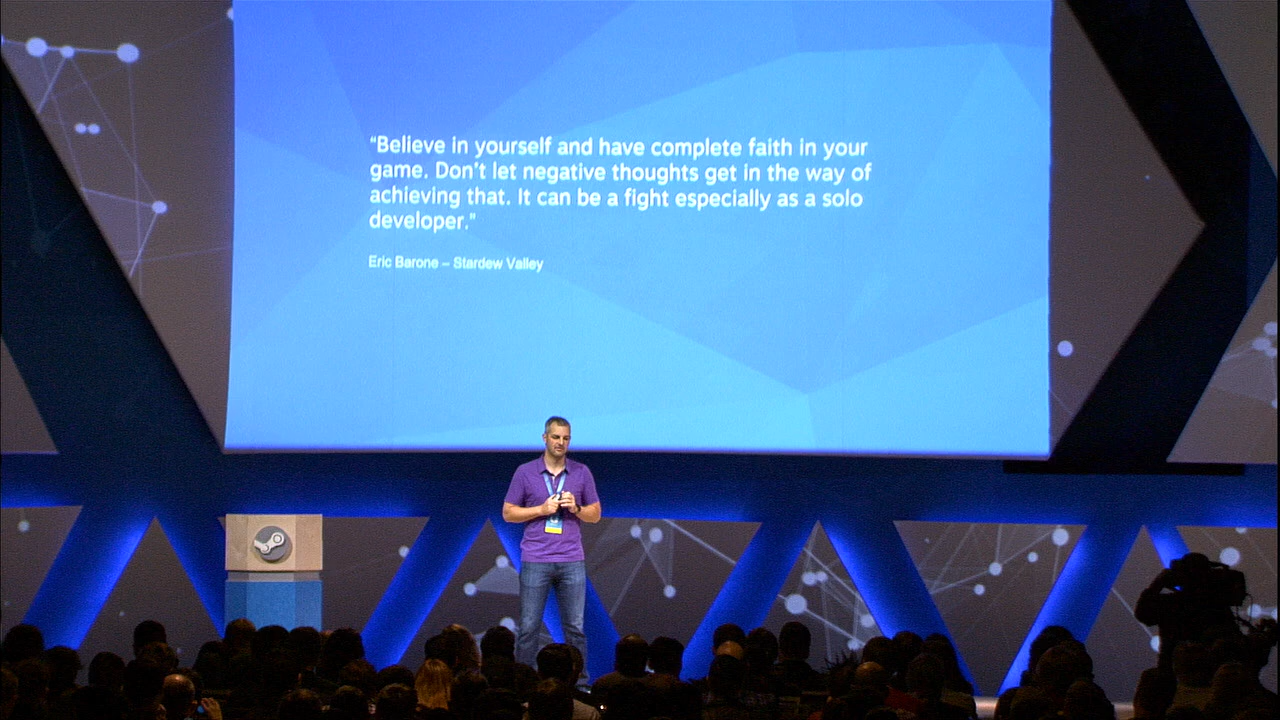 "Believe in yourself and have complete faith in your
game. Don't let negative thoughts get in the way of
achieving that. It can be a fight especially as a solo
developer."
Eric Barone – Stardew Valley